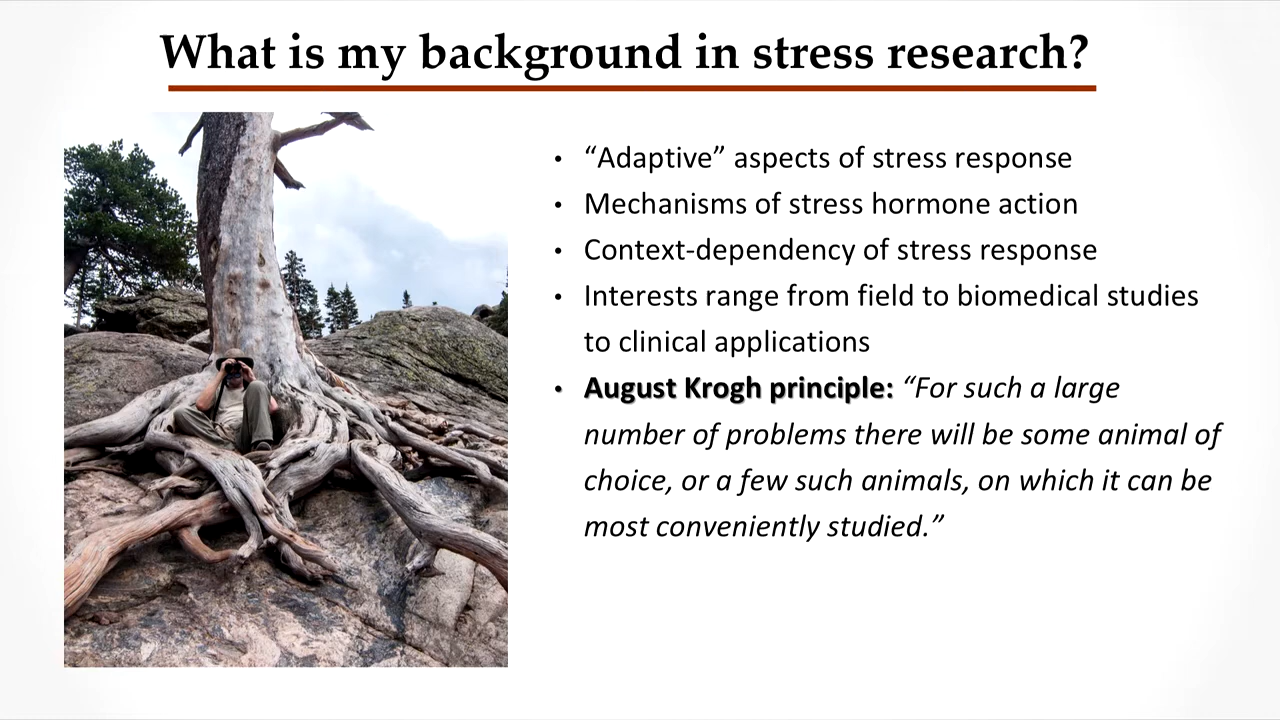 What is my background in stress research?
• “Adaptive” aspects of stress response
• Mechanisms of stress hormone action
• Context-dependency of stress response
• Interests range from field to biomedical studies
to clinical applications
• August Krogh principle: “For such a large
number of problems there will be some animal of
choice, or a few such animals, on which it can be
most conveniently studied.”